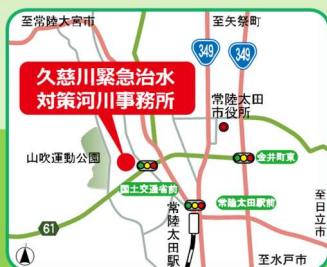 至常陸大宮市
至矢祭町
349
349
久慈川緊急治水
対策河川事務所
常陸太田
市役所
山吹運動公園
金井町東
国土交通省前
常陸太田駅前
至日立市
61
常陸太田駅
至水戸市